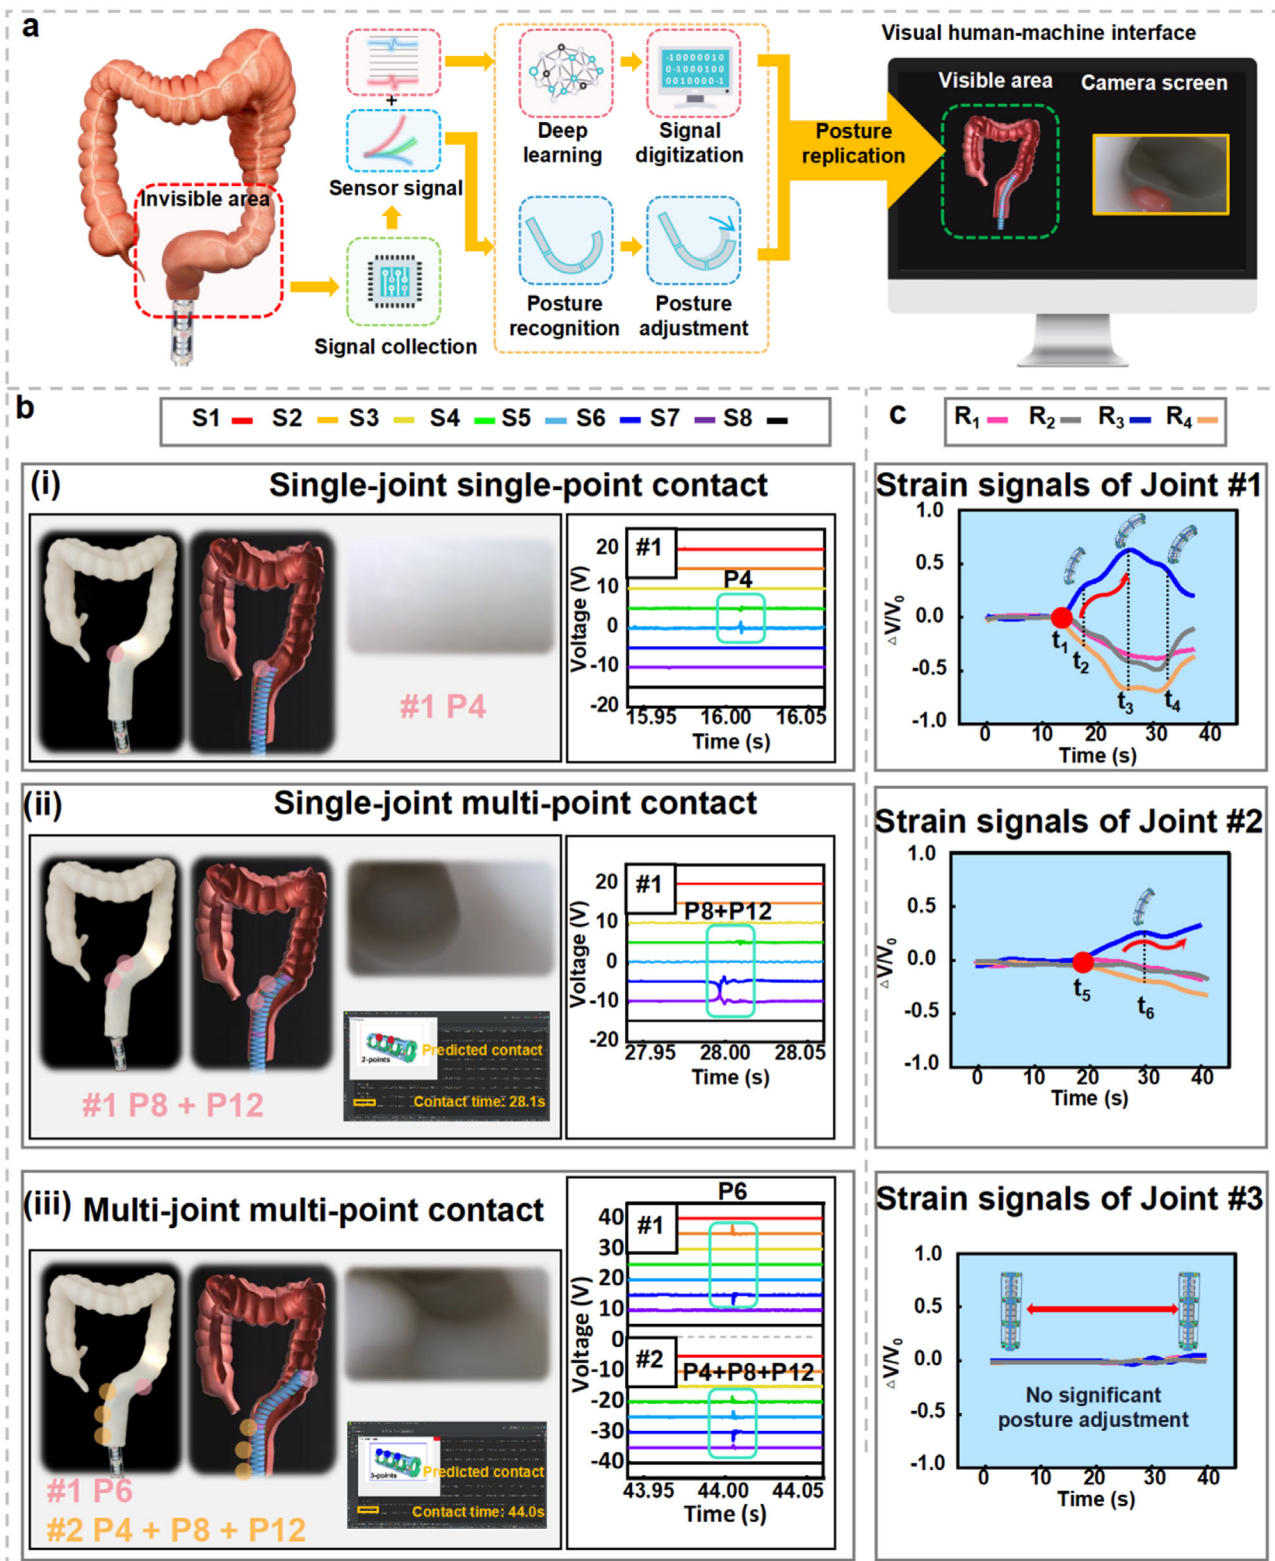 a
Visual human-machine interface
Invisible area
+
Sensor signal
Signal collection
Deep
learning
-10000010
0-1000100
0010000-1
Signal
digitization
Posture
recognition
Posture
adjustment
Posture
replication
Visible area
Camera screen
b
S1 S2 S3 S4 S5 S6 S7 S8
(i)
Single-joint single-point contact
#1 P4
#1
P4
20
10
0
-10
-20
Voltage (V)
15.95 16.00 16.05
Time (s)
(ii)
Single-joint multi-point contact
#1 P8 + P12
2-points
Predicted contact
Contact time: 28.1s
#1
P8+P12
20
10
0
-10
-20
Voltage (V)
27.95 28.00 28.05
Time (s)
(iii)
Multi-joint multi-point contact
#1 P6
#2 P4 + P8 + P12
3-points
Predicted contact
Contact time: 44.0s
P6
#1
40
30
20
10
0
#2
P4+P8+P12
-10
-20
-30
-40
Voltage (V)
43.95 44.00 44.05
Time (s)
c
R1 R2 R3 R4
Strain signals of Joint #1
1.0
0.5
0.0
-0.5
-1.0
△V/V0
t1
t2
t3
t4
0 10 20 30 40
Time (s)
Strain signals of Joint #2
1.0
0.5
0.0
-0.5
-1.0
△V/V0
t5
t6
0 10 20 30 40
Time (s)
Strain signals of Joint #3
1.0
0.5
0.0
-0.5
-1.0
△V/V0
No significant
posture adjustment
0 10 20 30 40
Time (s)